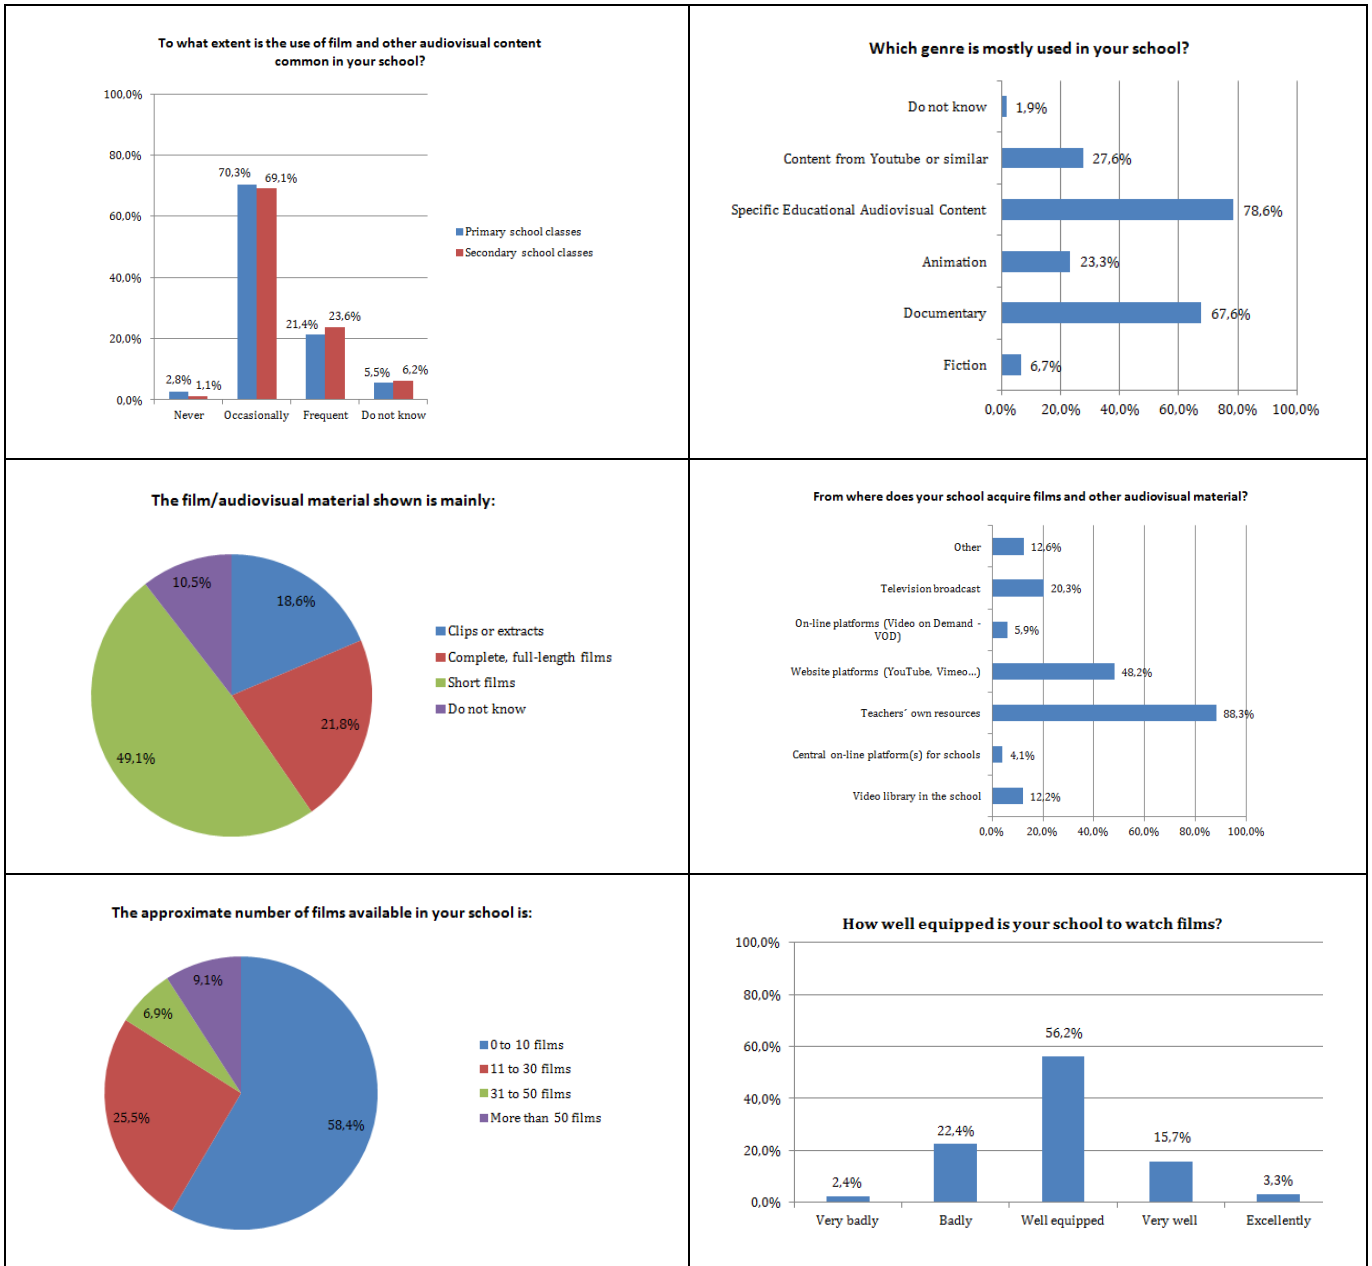 To what extent is the use of film and other audiovisual content
common in your school?
100,0%
80,0%
60,0%
40,0%
20,0%
0,0%
70,3%
69,1%
21,4%
23,6%
2,8%
1,1%
5,5%
6,2%
Never
Occasionally
Frequent
Do not know
Primary school classes
Secondary school classes
Which genre is mostly used in your school?
Do not know
1,9%
Content from Youtube or similar
27,6%
Specific Educational Audiovisual Content
78,6%
Animation
23,3%
Documentary
67,6%
Fiction
6,7%
0,0%
20,0%
40,0%
60,0%
80,0%
100,0%
The film/audiovisual material shown is mainly:
10,5%
18,6%
21,8%
49,1%
Clips or extracts
Complete, full-length films
Short films
Do not know
From where does your school acquire films and other audiovisual material?
Other
12,6%
Television broadcast
20,3%
On-line platforms (Video on Demand -
VOD)
5,9%
Website platforms (YouTube, Vimeo...)
48,2%
Teachers´ own resources
88,3%
Central on-line platform(s) for schools
4,1%
Video library in the school
12,2%
0,0%
20,0%
40,0%
60,0%
80,0%
100,0%
The approximate number of films available in your school is:
9,1%
6,9%
25,5%
58,4%
0 to 10 films
11 to 30 films
31 to 50 films
More than 50 films
How well equipped is your school to watch films?
100,0%
80,0%
60,0%
40,0%
20,0%
0,0%
2,4%
22,4%
56,2%
15,7%
3,3%
Very badly
Badly
Well equipped
Very well
Excellently